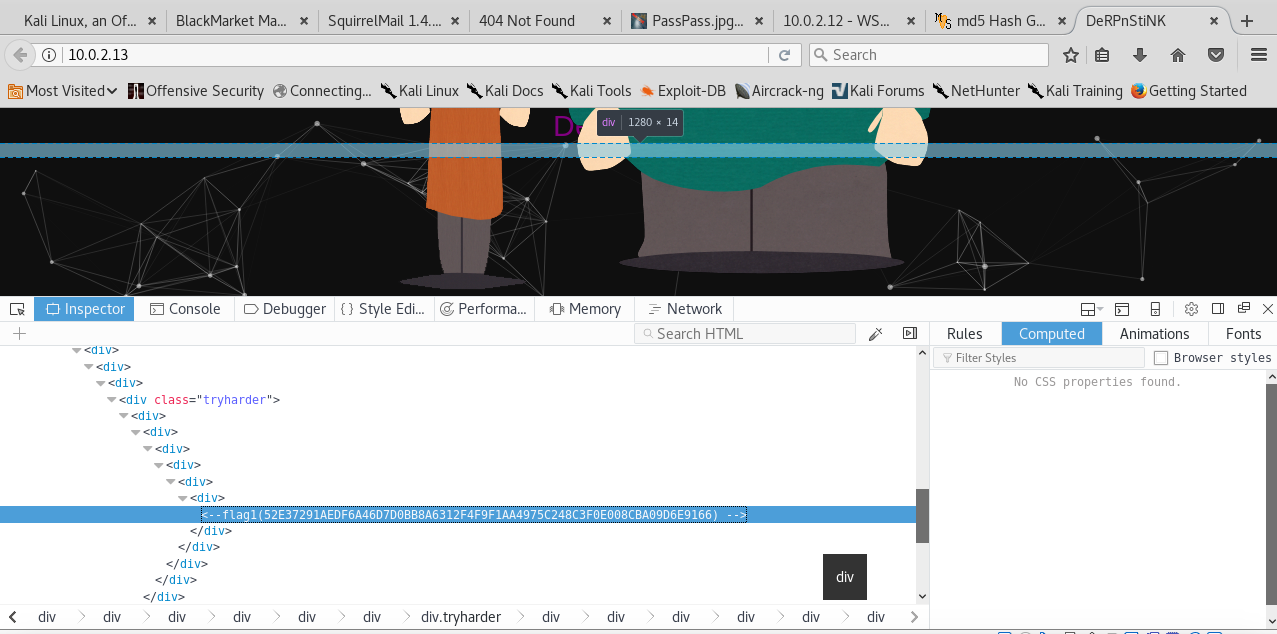 Kali Linux, an Of... × BlackMarket Ma... × SquirrelMail 1.4.... × 404 Not Found × PassPass.jpg... × 10.0.2.12 - WS... × md5 Hash G... × DeRPnStiNK ×
10.0.2.13 Search
Most Visited Offensive Security Connecting... Kali Linux Kali Docs Kali Tools Exploit-DB Aircrack-ng Kali Forums NetHunter Kali Training Getting Started
De
div 1280 × 14
Inspector Console Debugger Style Edi... Performa... Memory Network
Search HTML Rules Computed Animations Fonts
Filter Styles Browser styles
No CSS properties found.
<div>
<div>
<div>
<div class="tryharder">
<div>
<div>
<div>
<div>
<div>
<div>
<!--flag1(52E37291AEDF6A46D7D0BB8A6312F4F9F1AA4975C248C3F0E008CBA09D6E9166) -->
</div>
</div>
</div>
</div>
</div>
div
div div div div div div div.tryharder div div div div div div